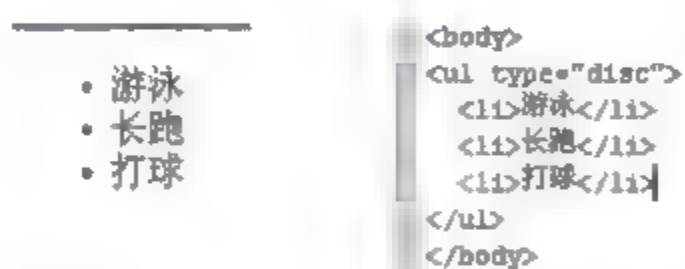 • 游泳
• 长跑
• 打球
<body>
<ul type="disc">
<li>游泳</li>
<li>长跑</li>
<li>打球</li>
</ul>
</body>